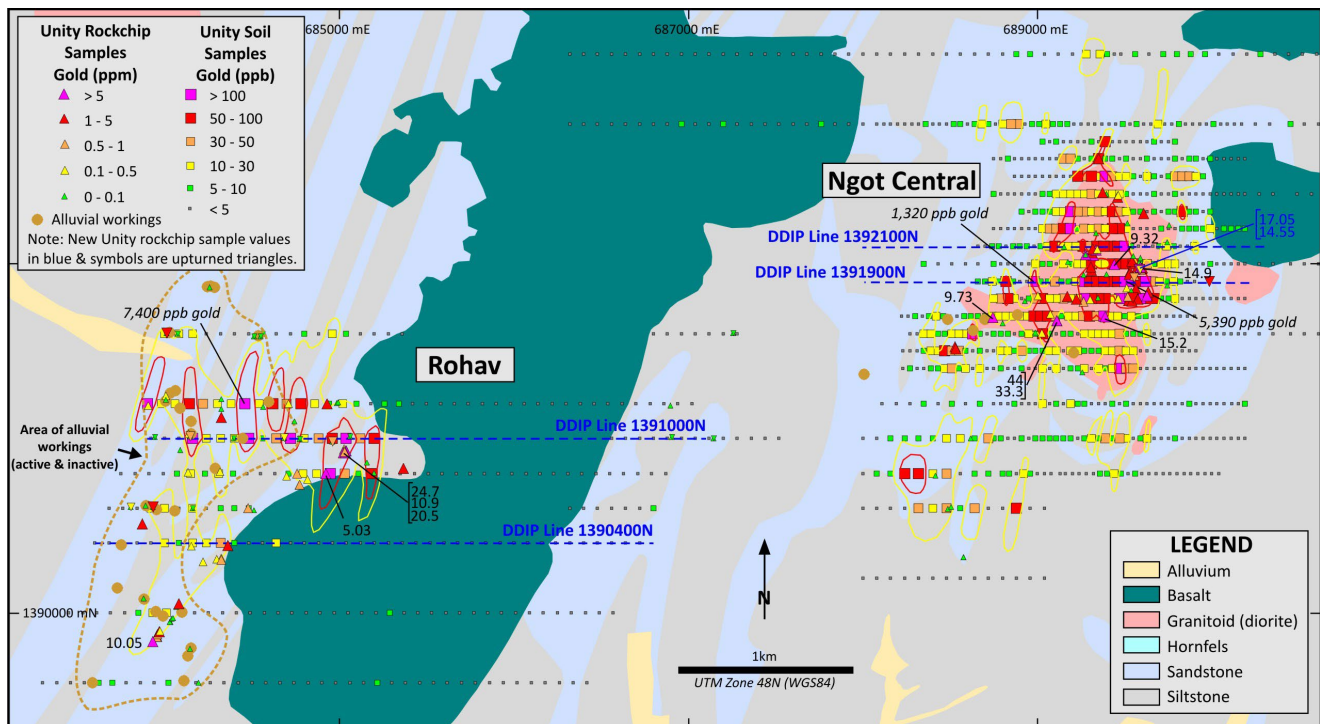 Unity Rockchip
Samples
Gold (ppm)
> 5
1 - 5
0.5 - 1
0.1 - 0.5
0 - 0.1
Unity Soil
Samples
Gold (ppb)
> 100
50 - 100
30 - 50
10 - 30
5 - 10
< 5
Alluvial workings
Note: New Unity rockchip sample values
in blue & symbols are upturned triangles.
685000 mE
687000 mE
689000 mE
Ngot Central
1,320 ppb gold
17.05
14.55
DDIP Line 1392100N
9.32
DDIP Line 1391900N
14.9
9.73
5,390 ppb gold
15.2
44
33.3
7,400 ppb gold
Rohav
Area of alluvial
workings
(active & inactive)
DDIP Line 1391000N
24.7
10.9
20.5
5.03
DDIP Line 1390400N
1390000 mN
10.05
N
1km
UTM Zone 48N (WGS84)
LEGEND
Alluvium
Basalt
Granitoid (diorite)
Hornfels
Sandstone
Siltstone